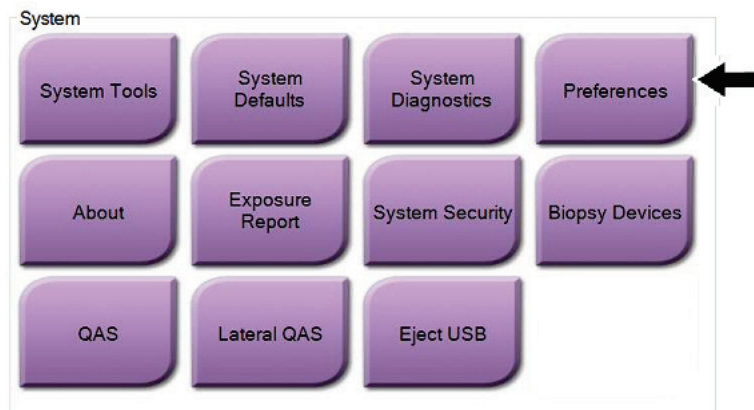 System
System Tools
System
Defaults
System
Diagnostics
Preferences
About
Exposure
Report
System Security
Biopsy Devices
QAS
Lateral QAS
Eject USB